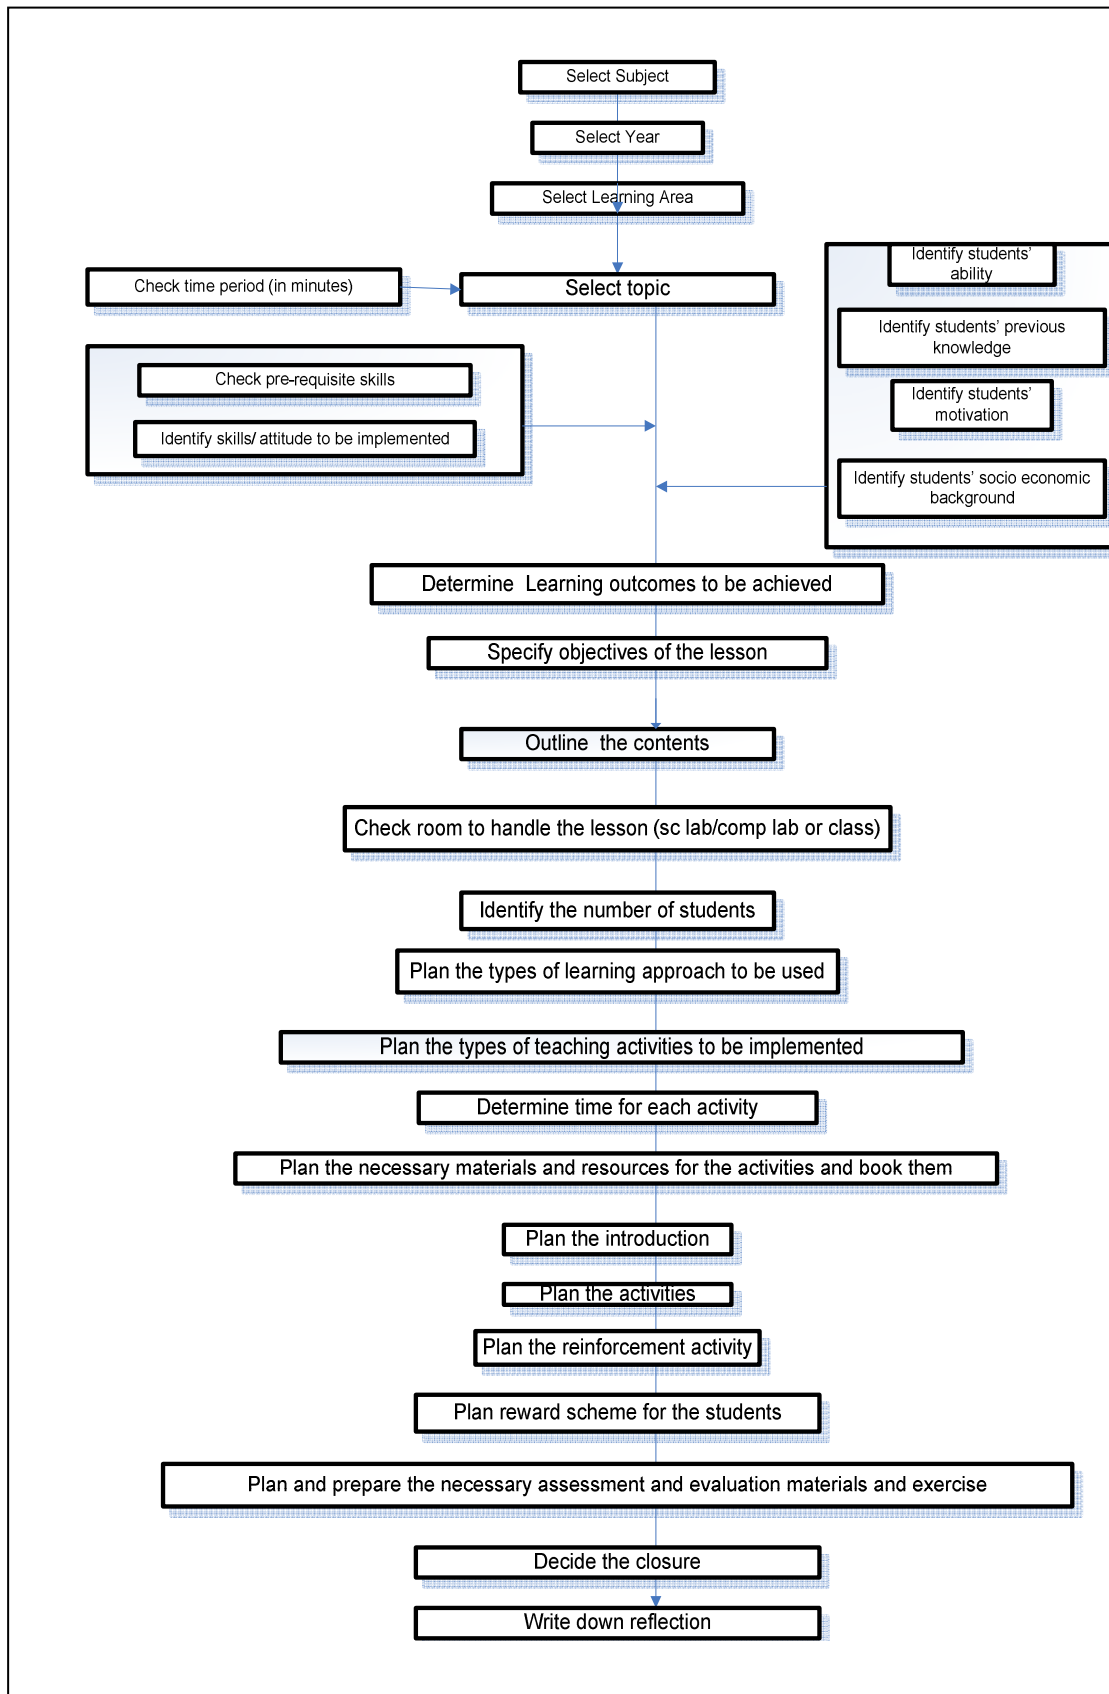 Select Subject
Select Year
Select Learning Area
Check time period (in minutes)
Select topic
Identify students’
ability
Identify students’ previous
knowledge
Identify students’
motivation
Identify students’ socio economic
background
Check pre-requisite skills
Identify skills/ attitude to be implemented
Determine  Learning outcomes to be achieved
Specify objectives of the lesson
Outline  the contents
Check room to handle the lesson (sc lab/comp lab or class)
Identify the number of students
Plan the types of learning approach to be used
Plan the types of teaching activities to be implemented
Determine time for each activity
Plan the necessary materials and resources for the activities and book them
Plan the introduction
Plan the activities
Plan the reinforcement activity
Plan reward scheme for the students
Plan and prepare the necessary assessment and evaluation materials and exercise
Decide the closure
Write down reflection